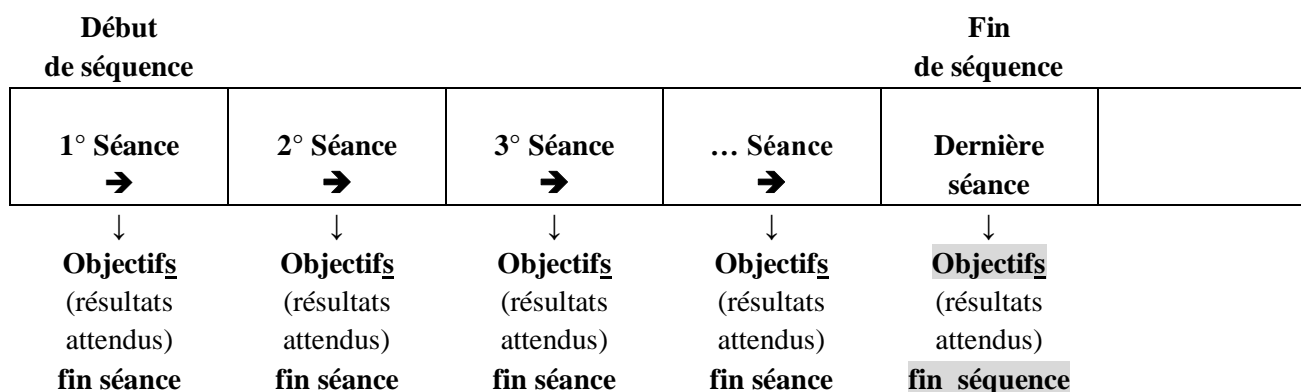 Début Fin
de séquence de séquence
1° Séance 2° Séance 3° Séance … Séance Dernière
➔ ➔ ➔ ➔ séance
↓ ↓ ↓ ↓ ↓
Objectifs Objectifs Objectifs Objectifs Objectifs
(résultats (résultats (résultats (résultats (résultats
attendus) attendus) attendus) attendus) attendus)
fin séance fin séance fin séance fin séance fin séquence